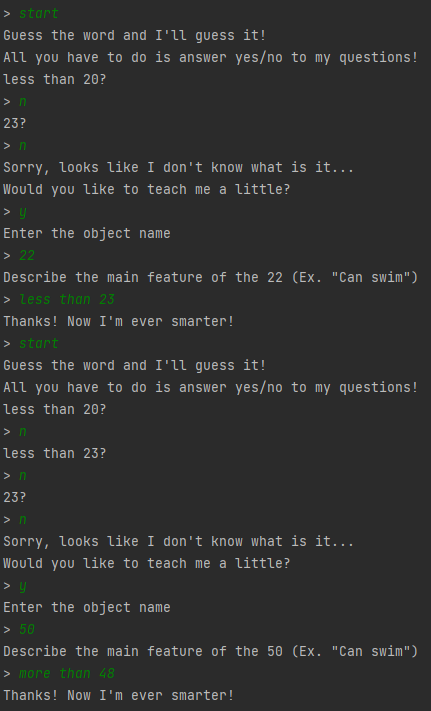 > start
Guess the word and I'll guess it!
All you have to do is answer yes/no to my questions!
less than 20?
> n
23?
> n
Sorry, looks like I don't know what is it...
Would you like to teach me a little?
> y
Enter the object name
> 22
Describe the main feature of the 22 (Ex. "Can swim")
> less than 23
Thanks! Now I'm ever smarter!
> start
Guess the word and I'll guess it!
All you have to do is answer yes/no to my questions!
less than 20?
> n
less than 23?
> n
23?
> n
Sorry, looks like I don't know what is it...
Would you like to teach me a little?
> y
Enter the object name
> 50
Describe the main feature of the 50 (Ex. "Can swim")
> more than 48
Thanks! Now I'm ever smarter!